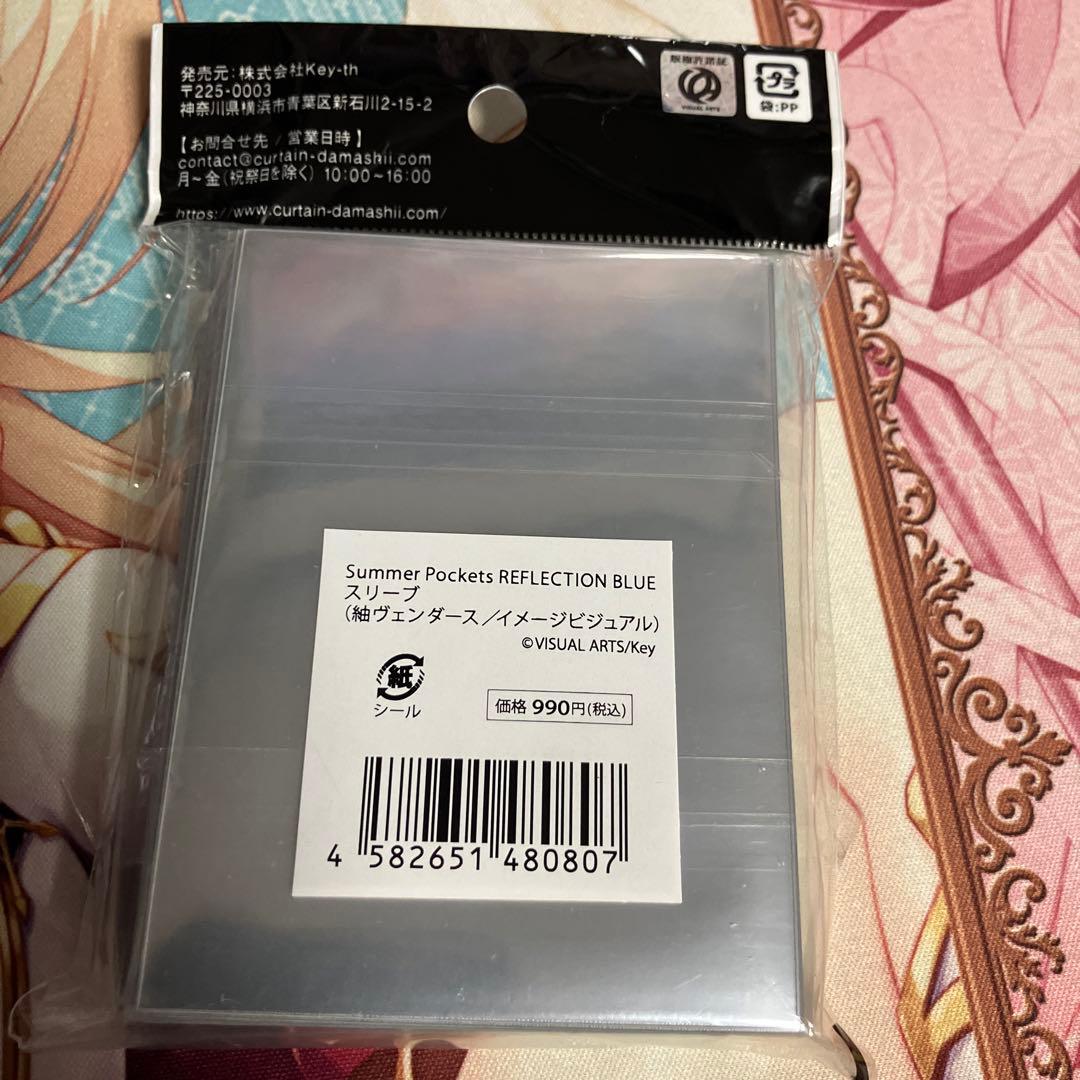 発売元:株式会社Key-th
〒225-0003
神奈川県横浜市青葉区新石川2-15-2
【お問合せ先 / 営業日時】
contact@curtain-damashii.com
月~金(祝祭日を除く) 10:00~16:00
https://www.curtain-damashii.com/
版権許諾証
VISUAL ARTS
プラ
袋:PP
Summer Pockets REFLECTION BLUE
スリーブ
(紬ヴェンダース/イメージビジュアル)
©VISUAL ARTS/Key
紙
シール
価格 990円(税込)
4 582651 480807